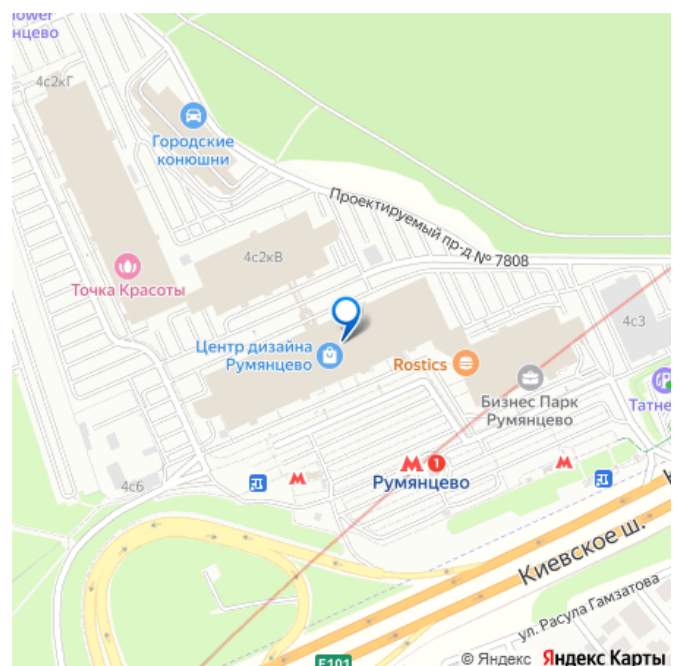 lower
нцево
4с2кГ
Городские
конюшни
Проектируемый пр-д № 7808
4с2кВ
Точка Красоты
4с3
Центр дизайна
Румянцево
Rostics
Бизнес Парк
Румянцево
Татне
4с6
М
М 1
М
Румянцево
Киевское ш.
ул. Расула Гамзатова
E101
© Яндекс Яндекс Карты